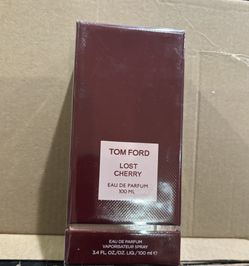 TOM FORD
LOST
CHERRY
EAU DE PARFUM
100 ML
EAU DE PARFUM
VAPORISATEUR SPRAY
3.4 FL.OZ./OZ. LIQ./100 ml ℮